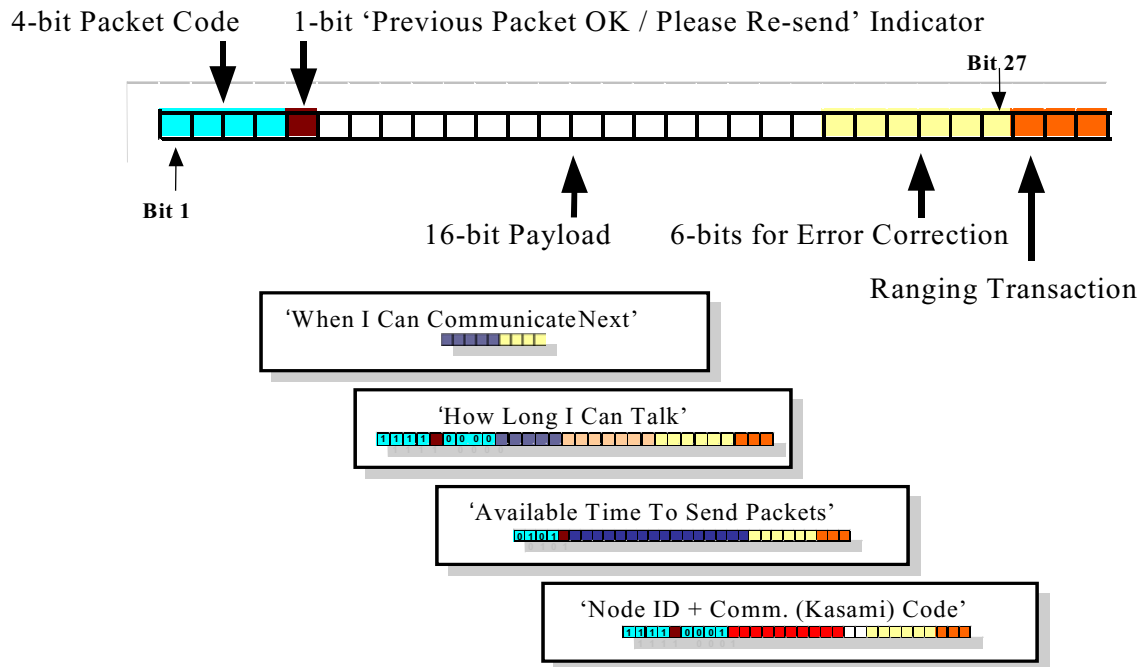 4-bit Packet Code
1-bit ‘Previous Packet OK / Please Re-send’ Indicator
Bit 27
Bit 1
16-bit Payload
6-bits for Error Correction
Ranging Transaction
‘When I Can CommunicateNext’
‘How Long I Can Talk’
1 1 1 1 0 0 0 0
‘Available Time To Send Packets’
0 1 0 1
‘Node ID + Comm. (Kasami) Code’
1 1 1 1 0 0 0 1